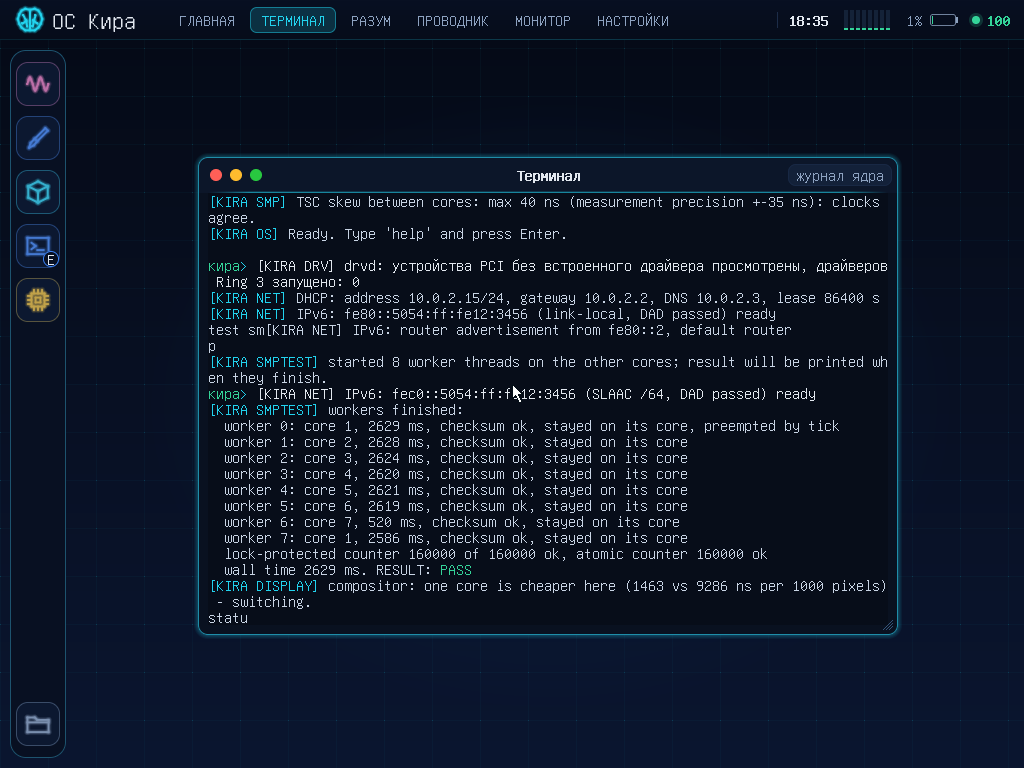 ОС Кира
ГЛАВНАЯ ТЕРМИНАЛ РАЗУМ ПРОВОДНИК МОНИТОР НАСТРОЙКИ 18:35 1% 100
Терминал журнал ядра
[KIRA SMP] TSC skew between cores: max 40 ns (measurement precision +-35 ns): clocks
agree.
[KIRA OS] Ready. Type 'help' and press Enter.
кира> [KIRA DRV] drvd: устройства PCI без встроенного драйвера просмотрены, драйверов
Ring 3 запущено: 0
[KIRA NET] DHCP: address 10.0.2.15/24, gateway 10.0.2.2, DNS 10.0.2.3, lease 86400 s
[KIRA NET] IPv6: fe80::5054:ff:fe12:3456 (link-local, DAD passed) ready
test sm[KIRA NET] IPv6: router advertisement from fe80::2, default router
p
[KIRA SMPTEST] started 8 worker threads on the other cores; result will be printed wh
en they finish.
кира> [KIRA NET] IPv6: fec0::5054:ff:fe12:3456 (SLAAC /64, DAD passed) ready
[KIRA SMPTEST] workers finished:
worker 0: core 1, 2629 ms, checksum ok, stayed on its core, preempted by tick
worker 1: core 2, 2628 ms, checksum ok, stayed on its core
worker 2: core 3, 2624 ms, checksum ok, stayed on its core
worker 3: core 4, 2620 ms, checksum ok, stayed on its core
worker 4: core 5, 2621 ms, checksum ok, stayed on its core
worker 5: core 6, 2619 ms, checksum ok, stayed on its core
worker 6: core 7, 520 ms, checksum ok, stayed on its core
worker 7: core 1, 2586 ms, checksum ok, stayed on its core
lock-protected counter 160000 of 160000 ok, atomic counter 160000 ok
wall time 2629 ms. RESULT: PASS
[KIRA DISPLAY] compositor: one core is cheaper here (1463 vs 9286 ns per 1000 pixels)
- switching.
statu
E